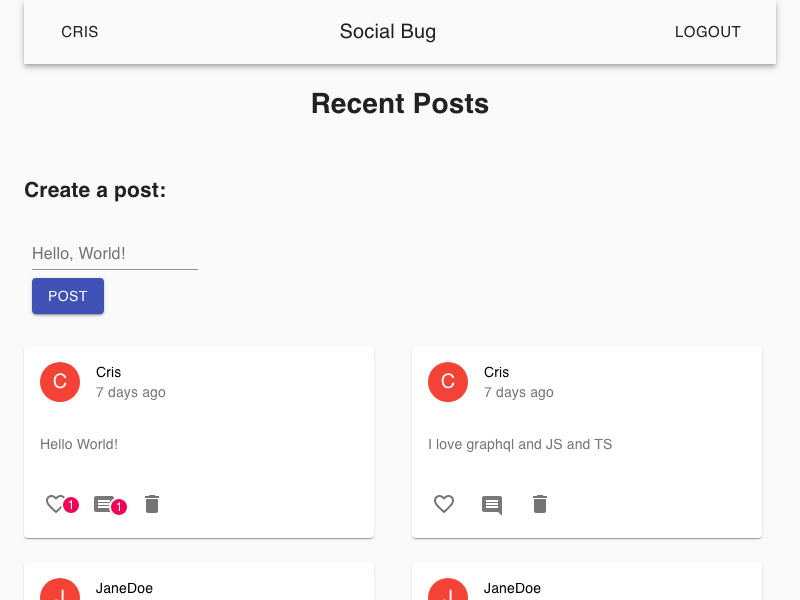 CRIS
Social Bug
LOGOUT
Recent Posts
Create a post:
Hello, World!
POST
C
Cris
7 days ago
Hello World!
1
1
C
Cris
7 days ago
I love graphql and JS and TS
J
JaneDoe
J
JaneDoe